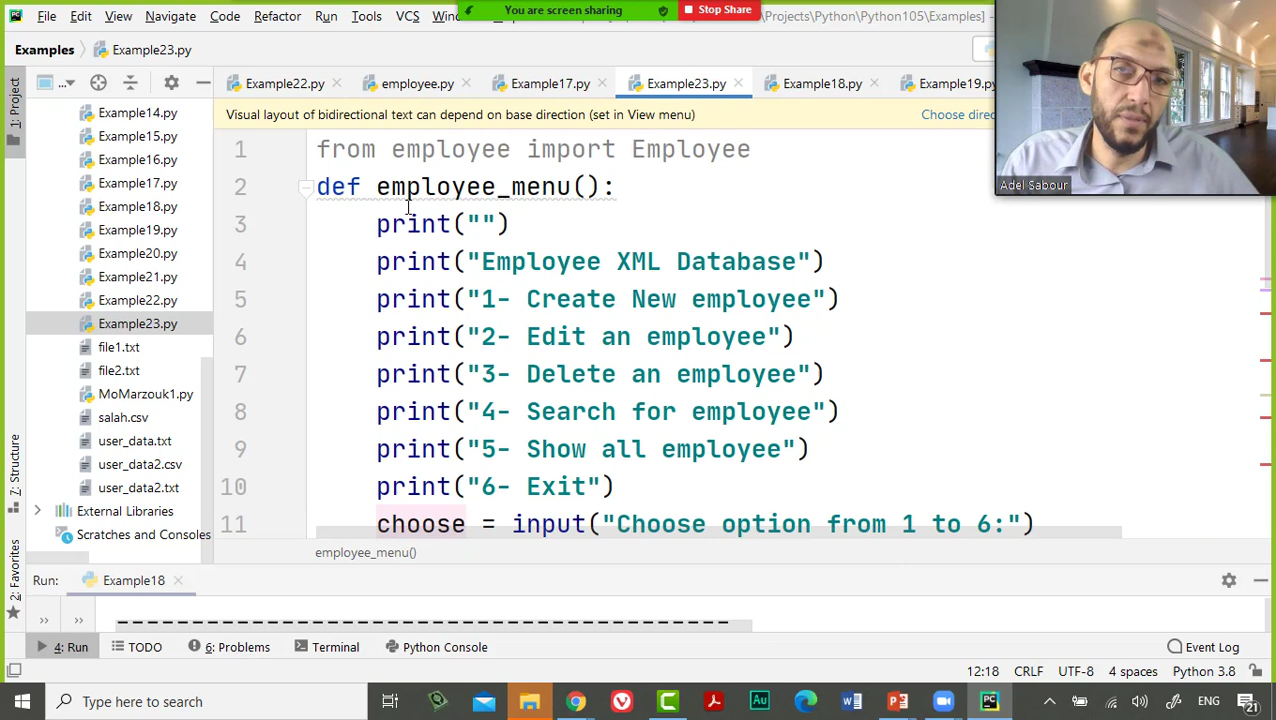 File Edit View Navigate Code Refactor Run Tools VCS Win
You are screen sharing
Stop Share
\Projects\Python\Python105\Examples] -
Examples
Example23.py
Example22.py
employee.py
Example17.py
Example23.py
Example18.py
Example19.py
1: Project
Example14.py
Example15.py
Example16.py
Example17.py
Example18.py
Example19.py
Example20.py
Example21.py
Example22.py
Example23.py
file1.txt
file2.txt
MoMarzouk1.py
salah.csv
user_data.txt
user_data2.csv
user_data2.txt
External Libraries
Scratches and Consoles
Visual layout of bidirectional text can depend on base direction (set in View menu)
Choose direc
Adel Sabour
1 from employee import Employee
2 def employee_menu():
3 print("")
4 print("Employee XML Database")
5 print("1- Create New employee")
6 print("2- Edit an employee")
7 print("3- Delete an employee")
8 print("4- Search for employee")
9 print("5- Show all employee")
10 print("6- Exit")
11 choose = input("Choose option from 1 to 6:")
employee_menu()
7: Structure
2: Favorites
Run:
Example18
--------------------------------------------
4: Run
TODO
6: Problems
Terminal
Python Console
Event Log
12:18 CRLF UTF-8 4 spaces Python 3.8
Type here to search
ENG
21